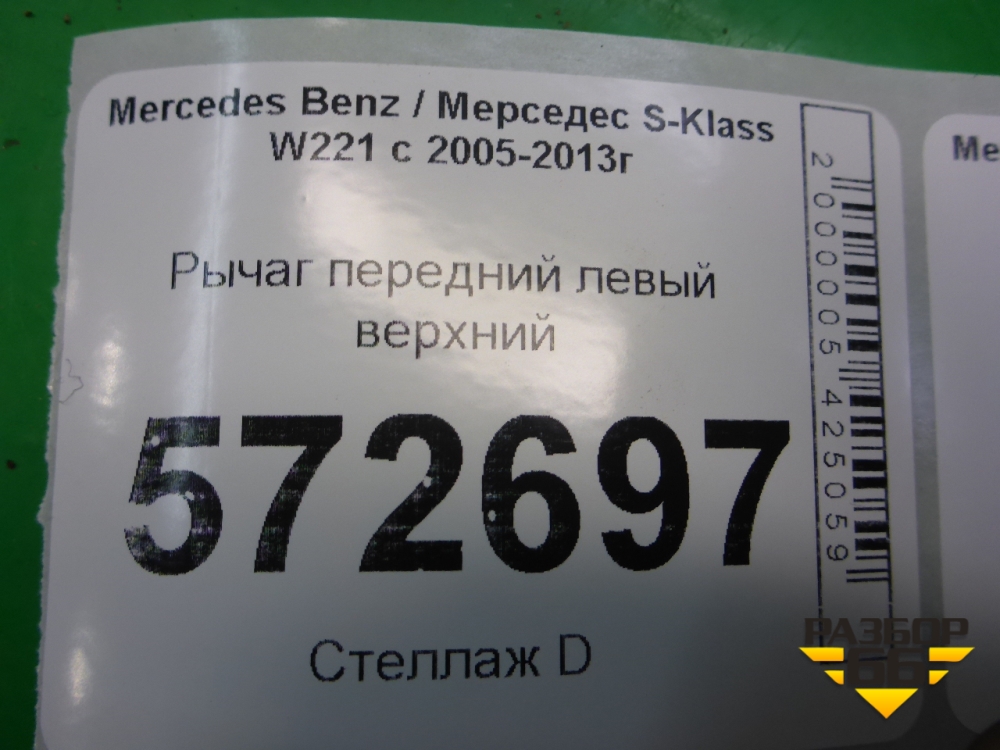 Mercedes Benz / Мерседес S-Klass
W221 с 2005-2013г
Рычаг передний левый
верхний
572697
Стеллаж D
2000005425059
Me
РАЗБОР
66